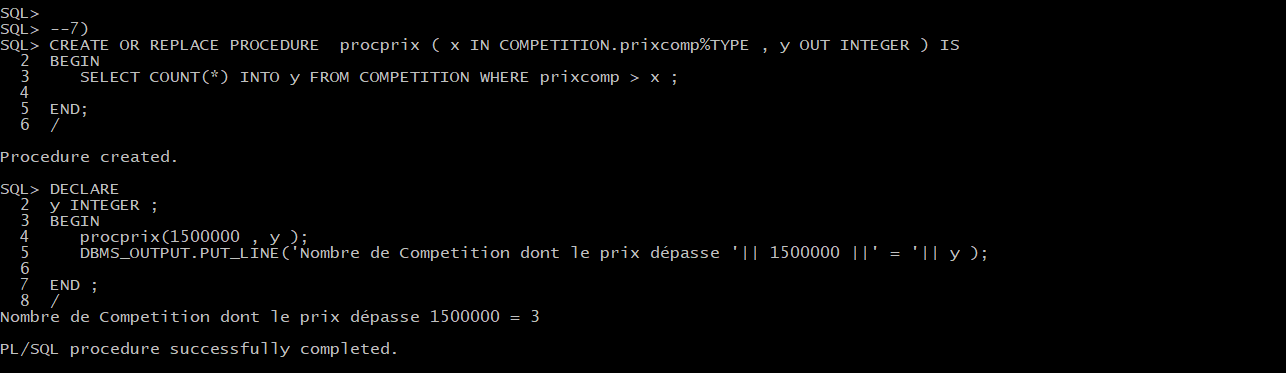 SQL>
SQL> --7)
SQL> CREATE OR REPLACE PROCEDURE  procprix ( x IN COMPETITION.prixcomp%TYPE , y OUT INTEGER ) IS
  2  BEGIN
  3     SELECT COUNT(*) INTO y FROM COMPETITION WHERE prixcomp > x ;
  4
  5  END;
  6  /
Procedure created.
SQL> DECLARE
  2  y INTEGER ;
  3  BEGIN
  4     procprix(1500000 , y );
  5     DBMS_OUTPUT.PUT_LINE('Nombre de Competition dont le prix dépasse '|| 1500000 ||' = '|| y );
  6
  7  END ;
  8  /
Nombre de Competition dont le prix dépasse 1500000 = 3
PL/SQL procedure successfully completed.